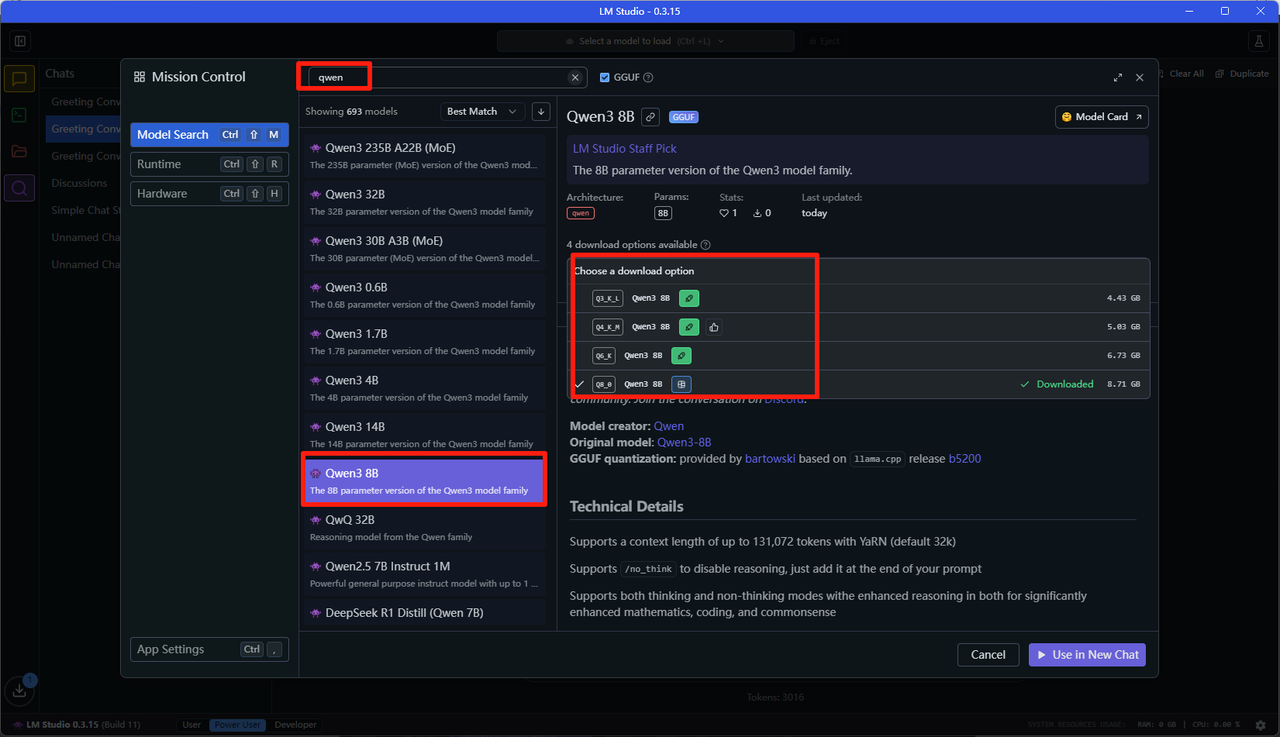 LM Studio - 0.3.15
Select a model to load (Ctrl + L)
Eject
Chats
Clear All
Duplicate
Greeting Conv
Greeting Conv
Greeting Conv
Discussions
Simple Chat St
Unnamed Cha
Unnamed Cha
Mission Control
Model Search Ctrl ⇧ M
Runtime Ctrl ⇧ R
Hardware Ctrl ⇧ H
App Settings Ctrl ,
qwen
GGUF
Showing 693 models
Best Match
Qwen3 235B A22B (MoE)
The 235B parameter (MoE) version of the Qwen3 mod...
Qwen3 32B
The 32B parameter version of the Qwen3 model family
Qwen3 30B A3B (MoE)
The 30B parameter (MoE) version of the Qwen3 model...
Qwen3 0.6B
The 0.6B parameter version of the Qwen3 model family
Qwen3 1.7B
The 1.7B parameter version of the Qwen3 model family
Qwen3 4B
The 4B parameter version of the Qwen3 model family
Qwen3 14B
The 14B parameter version of the Qwen3 model family
Qwen3 8B
The 8B parameter version of the Qwen3 model family
QwQ 32B
Reasoning model from the Qwen family
Qwen2.5 7B Instruct 1M
Powerful general purpose instruct model with up to 1 ...
DeepSeek R1 Distill (Qwen 7B)
Qwen3 8B GGUF
Model Card
LM Studio Staff Pick
The 8B parameter version of the Qwen3 model family.
Architecture: Params: Stats: Last updated:
qwen 8B 1 0 today
4 download options available
Choose a download option
Q3_K_L Qwen3 8B 4.43 GB
Q4_K_M Qwen3 8B 5.03 GB
Q6_K Qwen3 8B 6.73 GB
Q8_0 Qwen3 8B Downloaded 8.71 GB
community. Join the conversation on Discord.
Model creator: Qwen
Original model: Qwen3-8B
GGUF quantization: provided by bartowski based on llama.cpp release b5200
Technical Details
Supports a context length of up to 131,072 tokens with YaRN (default 32k)
Supports /no_think to disable reasoning, just add it at the end of your prompt
Supports both thinking and non-thinking modes withe enhanced reasoning in both for significantly
enhanced mathematics, coding, and commonsense
Cancel
Use in New Chat
Tokens: 3016
1
LM Studio 0.3.15 (Build 11)
User
Power User
Developer
SYSTEM RESOURCES USAGE: RAM: 0 GB | CPU: 0.00 %